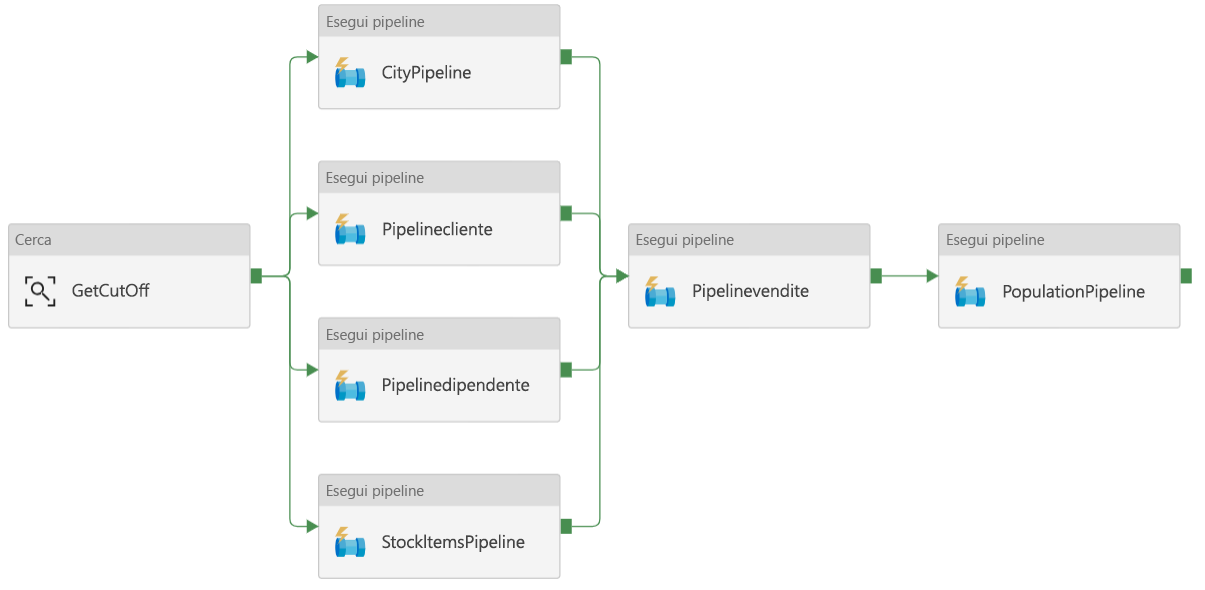 Cerca
GetCutOff
Esegui pipeline
CityPipeline
Esegui pipeline
Pipelinecliente
Esegui pipeline
Pipelinedipendente
Esegui pipeline
StockItemsPipeline
Esegui pipeline
Pipelinevendite
Esegui pipeline
PopulationPipeline